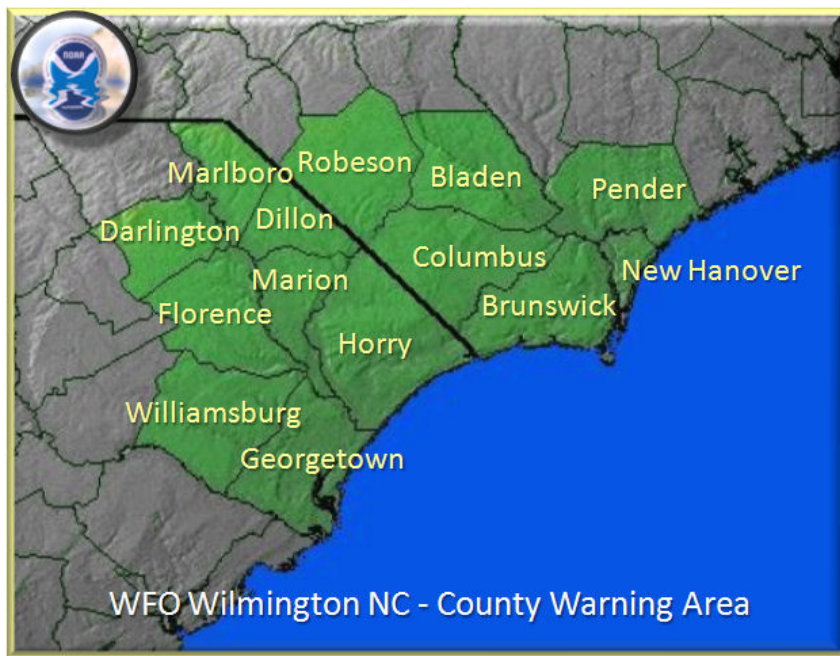 NOAA
Marlboro
Robeson
Bladen
Pender
Darlington
Dillon
Columbus
New Hanover
Marion
Florence
Brunswick
Horry
Williamsburg
Georgetown
WFO Wilmington NC - County Warning Area